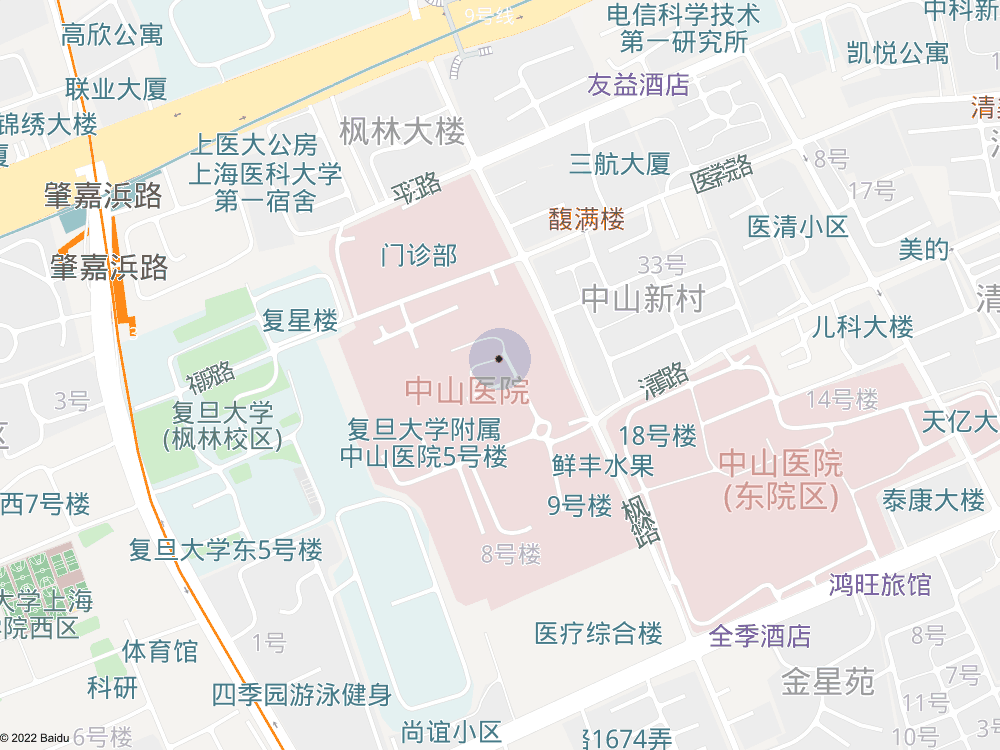 9号线
高欣公寓
电信科学技术
第一研究所
中科新
凯悦公寓
联业大厦
友益酒店
锦绣大楼
厦
枫林大楼
清
上医大公房
上海医科大学
第一宿舍
三航大厦
8号
医学院路
17号
平江路
肇嘉浜路
馥满楼
医清小区
门诊部
美的
肇嘉浜路
33号
中山新村
清
复星楼
儿科大楼
祁阳路
清真路
3号
中山医院
14号楼
复旦大学
(枫林校区)
天亿大
复旦大学附属
中山医院5号楼
18号楼
区
鲜丰水果
中山医院
(东院区)
西7号楼
9号楼
枫林路
泰康大楼
复旦大学东5号楼
8号楼
鸿旺旅馆
大学上海
学院西区
1号
医疗综合楼
全季酒店
8号
体育馆
金星苑
7号
科研
四季园游泳健身
11号
6号楼
尚谊小区
路1674弄
10号
3号
© 2022 Baidu